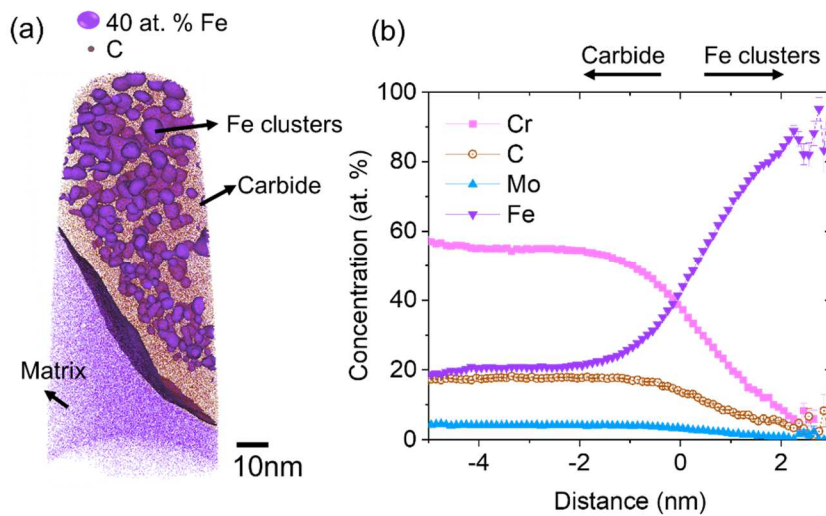 (a)
40 at. % Fe
C
Fe clusters
Carbide
Matrix
10nm
(b)
Carbide
Fe clusters
Concentration (at. %)
100
80
60
40
20
0
Cr
C
Mo
Fe
-4
-2
0
2
Distance (nm)